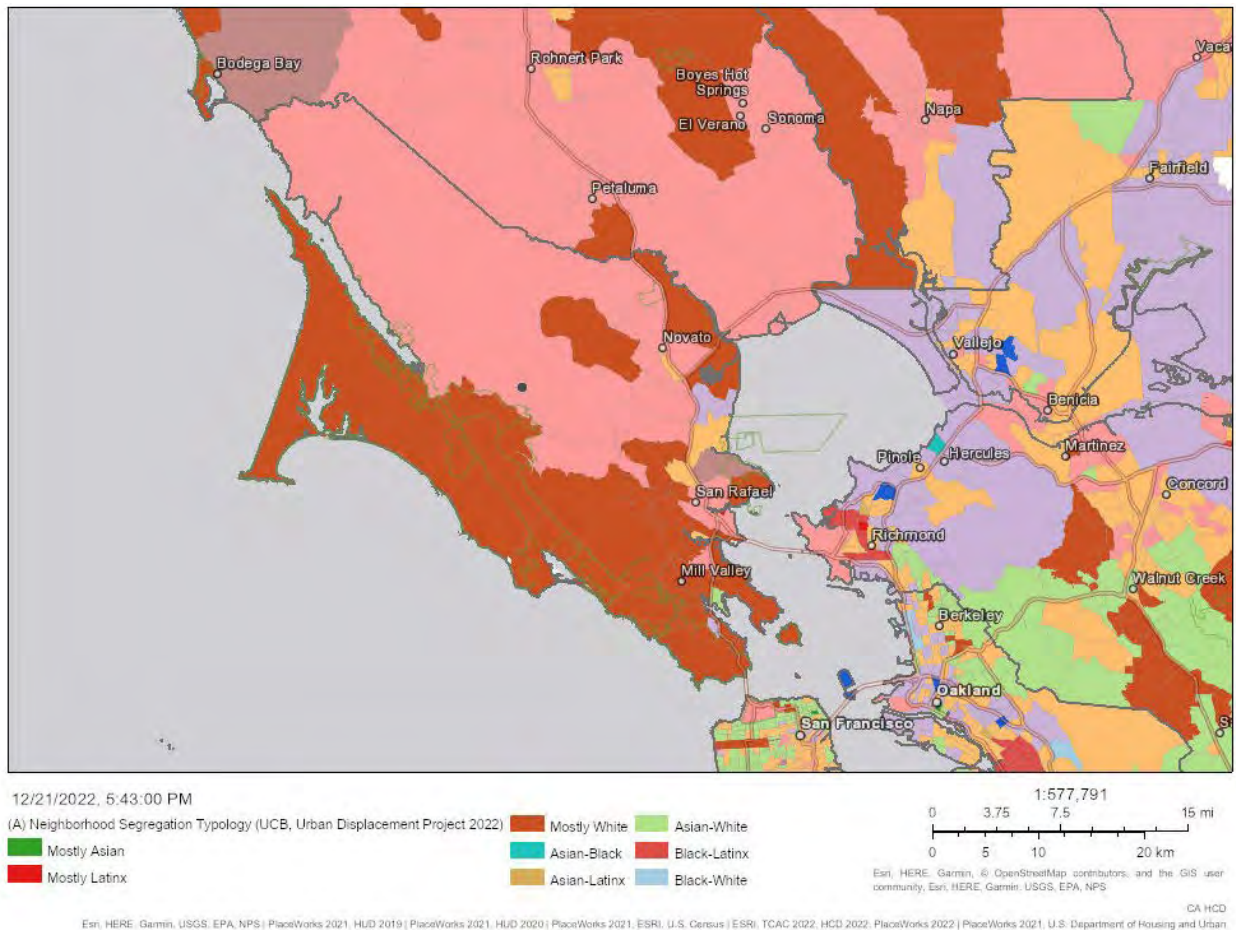 Bodega Bay
Rohnert Park
Boyes Hot
Springs
El Verano
Sonoma
Napa
Fairfield
Petaluma
Novato
Vallejo
Benicia
Pinole
Hercules
Martinez
Concord
San Rafael
Richmond
Mill Valley
Walnut Creek
Berkeley
Oakland
San Francisco
12/21/2022, 5:43:00 PM
(A) Neighborhood Segregation Typology (UCB, Urban Displacement Project 2022)
Mostly Asian
Mostly Latinx
Mostly White
Asian-Black
Asian-Latinx
Asian-White
Black-Latinx
Black-White
1:577,791
0 3.75 7.5 15 mi
0 5 10 20 km
Esri, HERE, Garmin, © OpenStreetMap contributors, and the GIS user
community, Esri, HERE, Garmin, USGS, EPA, NPS
CA HCD
Esri, HERE, Garmin, USGS, EPA, NPS | PlaceWorks 2021, HUD 2019 | PlaceWorks 2021, HUD 2020 | PlaceWorks 2021, ESRI, U.S. Census | ESRI, TCAC 2022, HCD 2022, PlaceWorks 2022 | PlaceWorks 2021, U.S. Department of Housing and Urban